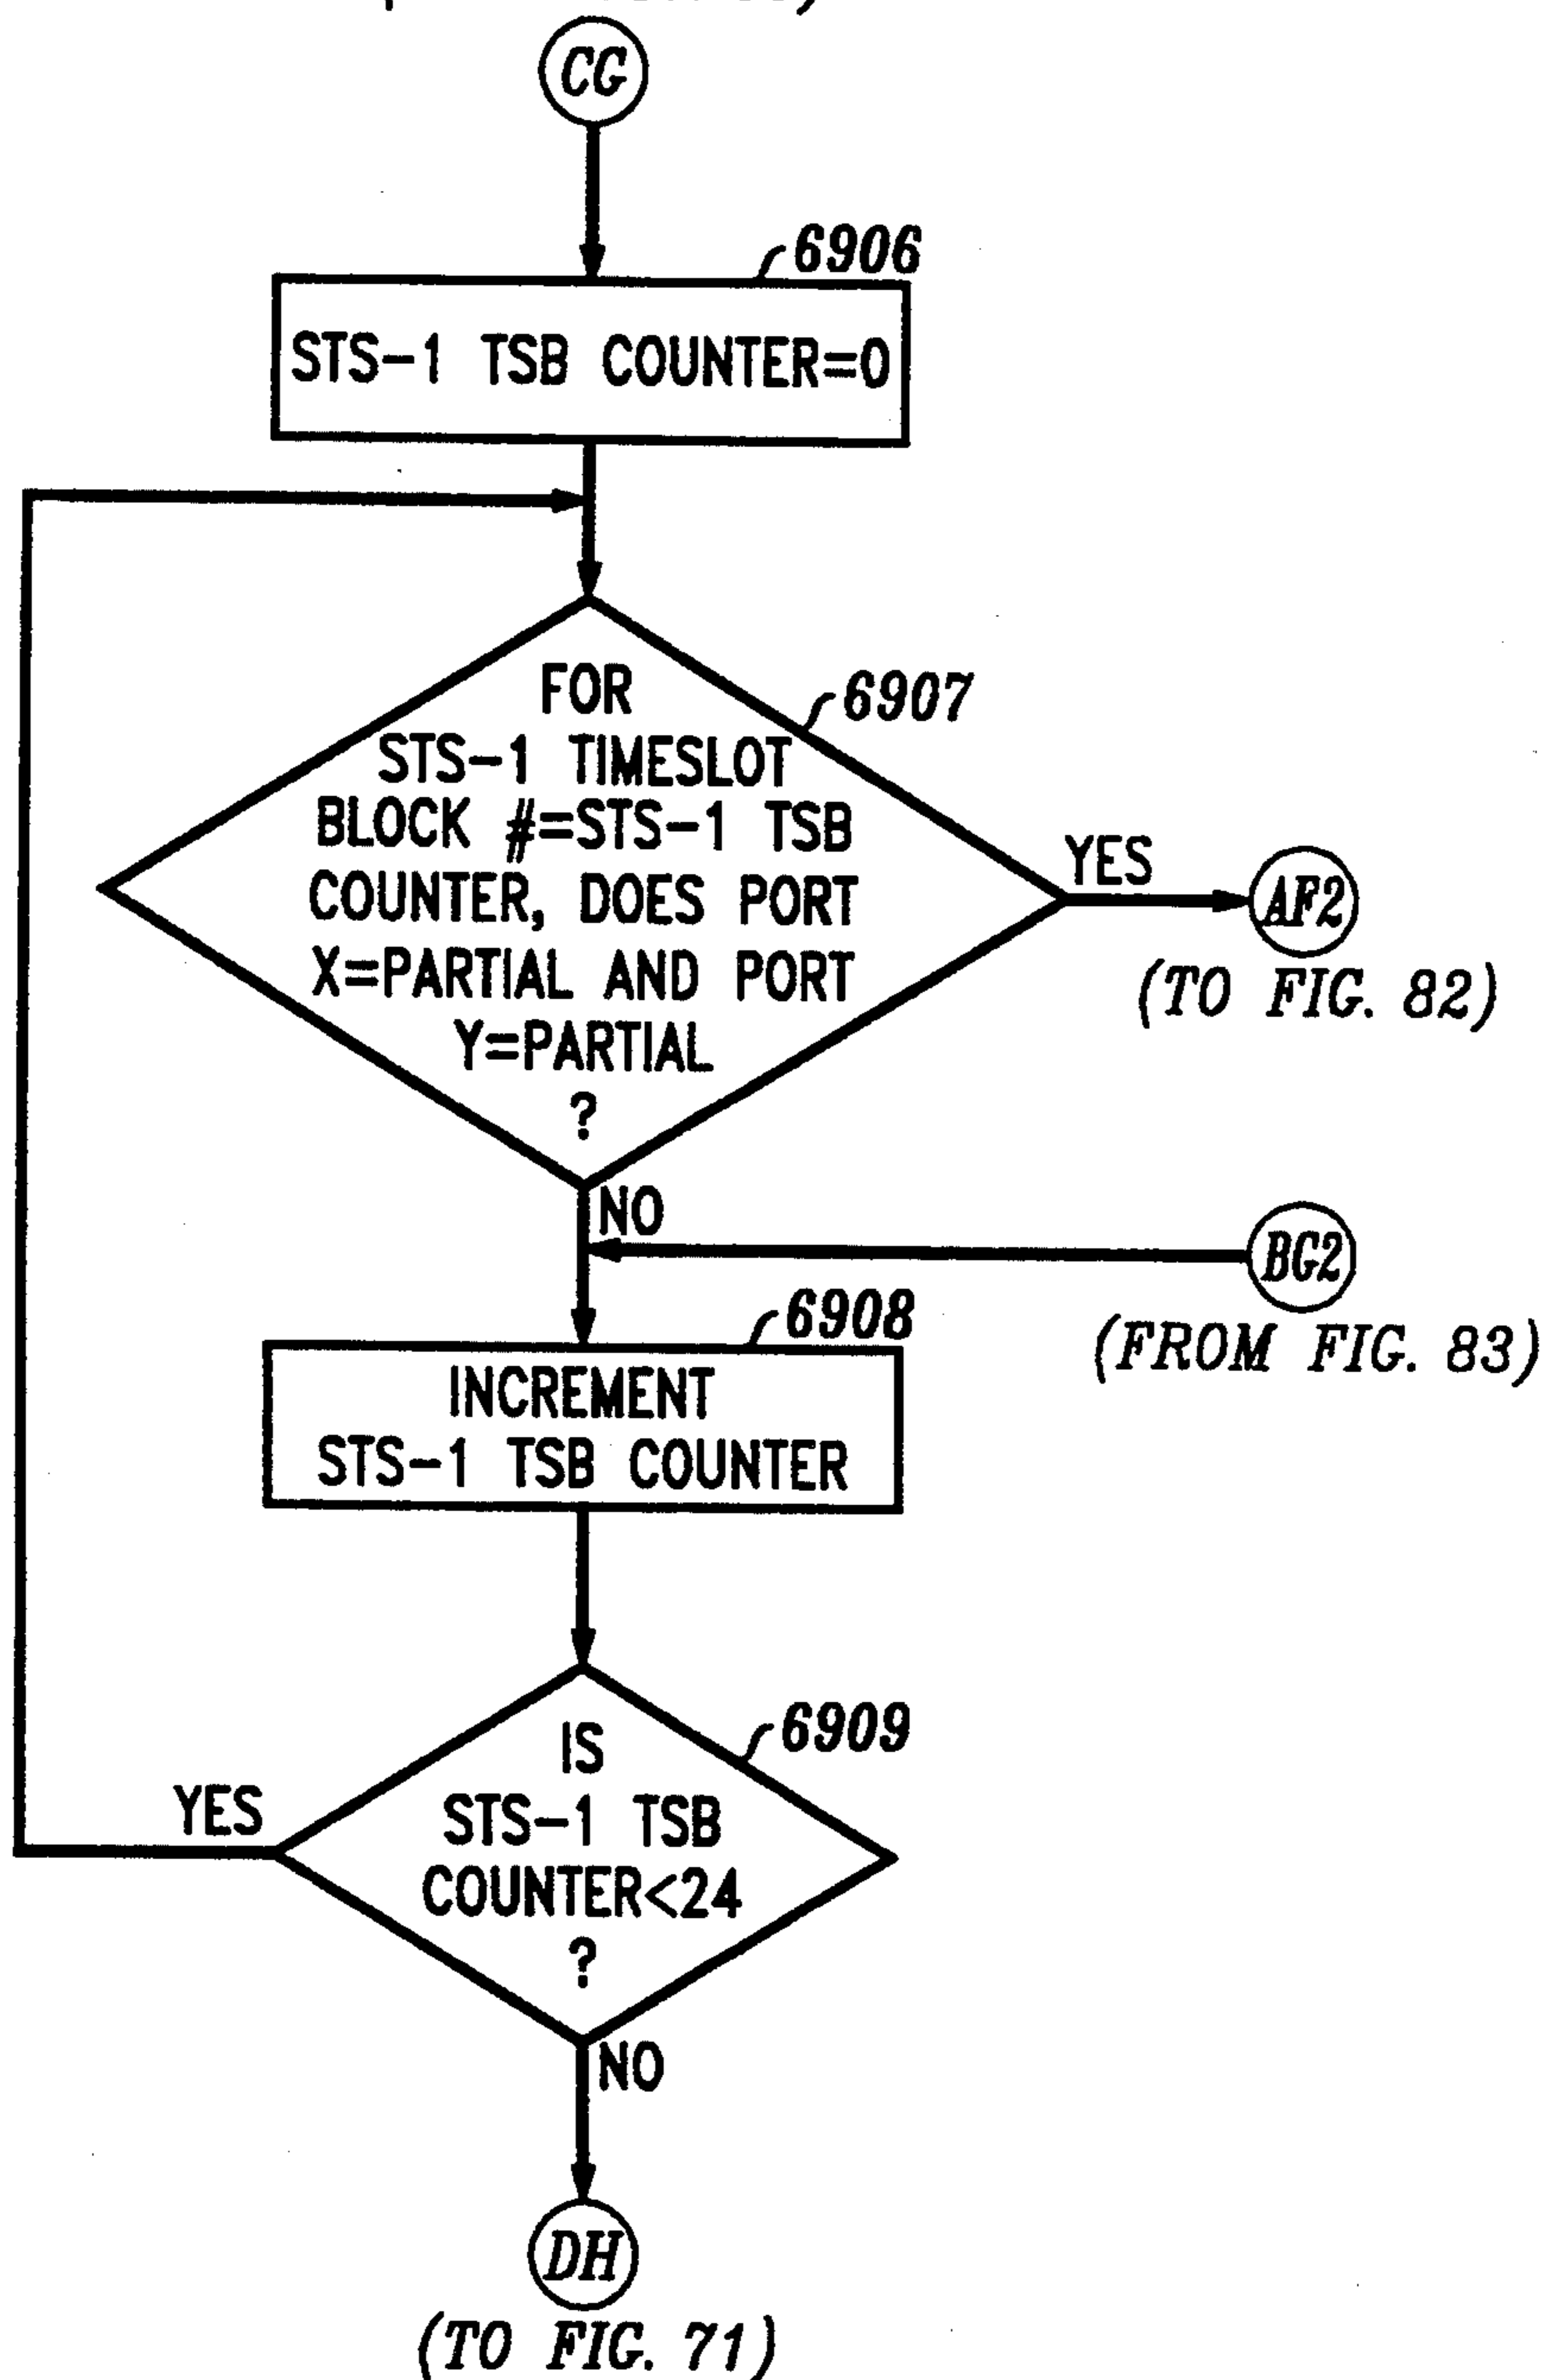 CG
6906
STS-1 TSB COUNTER=0
FOR
6907
STS-1 TIMESLOT
BLOCK #=STS-1 TSB
COUNTER, DOES PORT
X=PARTIAL AND PORT
Y=PARTIAL
?
YES
AF2
(TO FIG. 82)
NO
BG2
(FROM FIG. 83)
6908
INCREMENT
STS-1 TSB COUNTER
6909
IS
STS-1 TSB
COUNTER<24
?
YES
NO
DH
(TO FIG. 71)